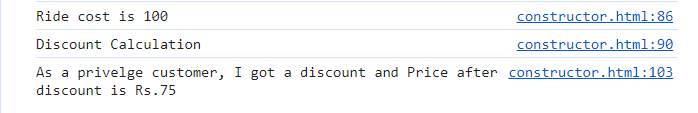 Ride cost is 100 constructor.html:86
Discount Calculation constructor.html:90
As a privelge customer, I got a discount and Price after constructor.html:103
discount is Rs.75